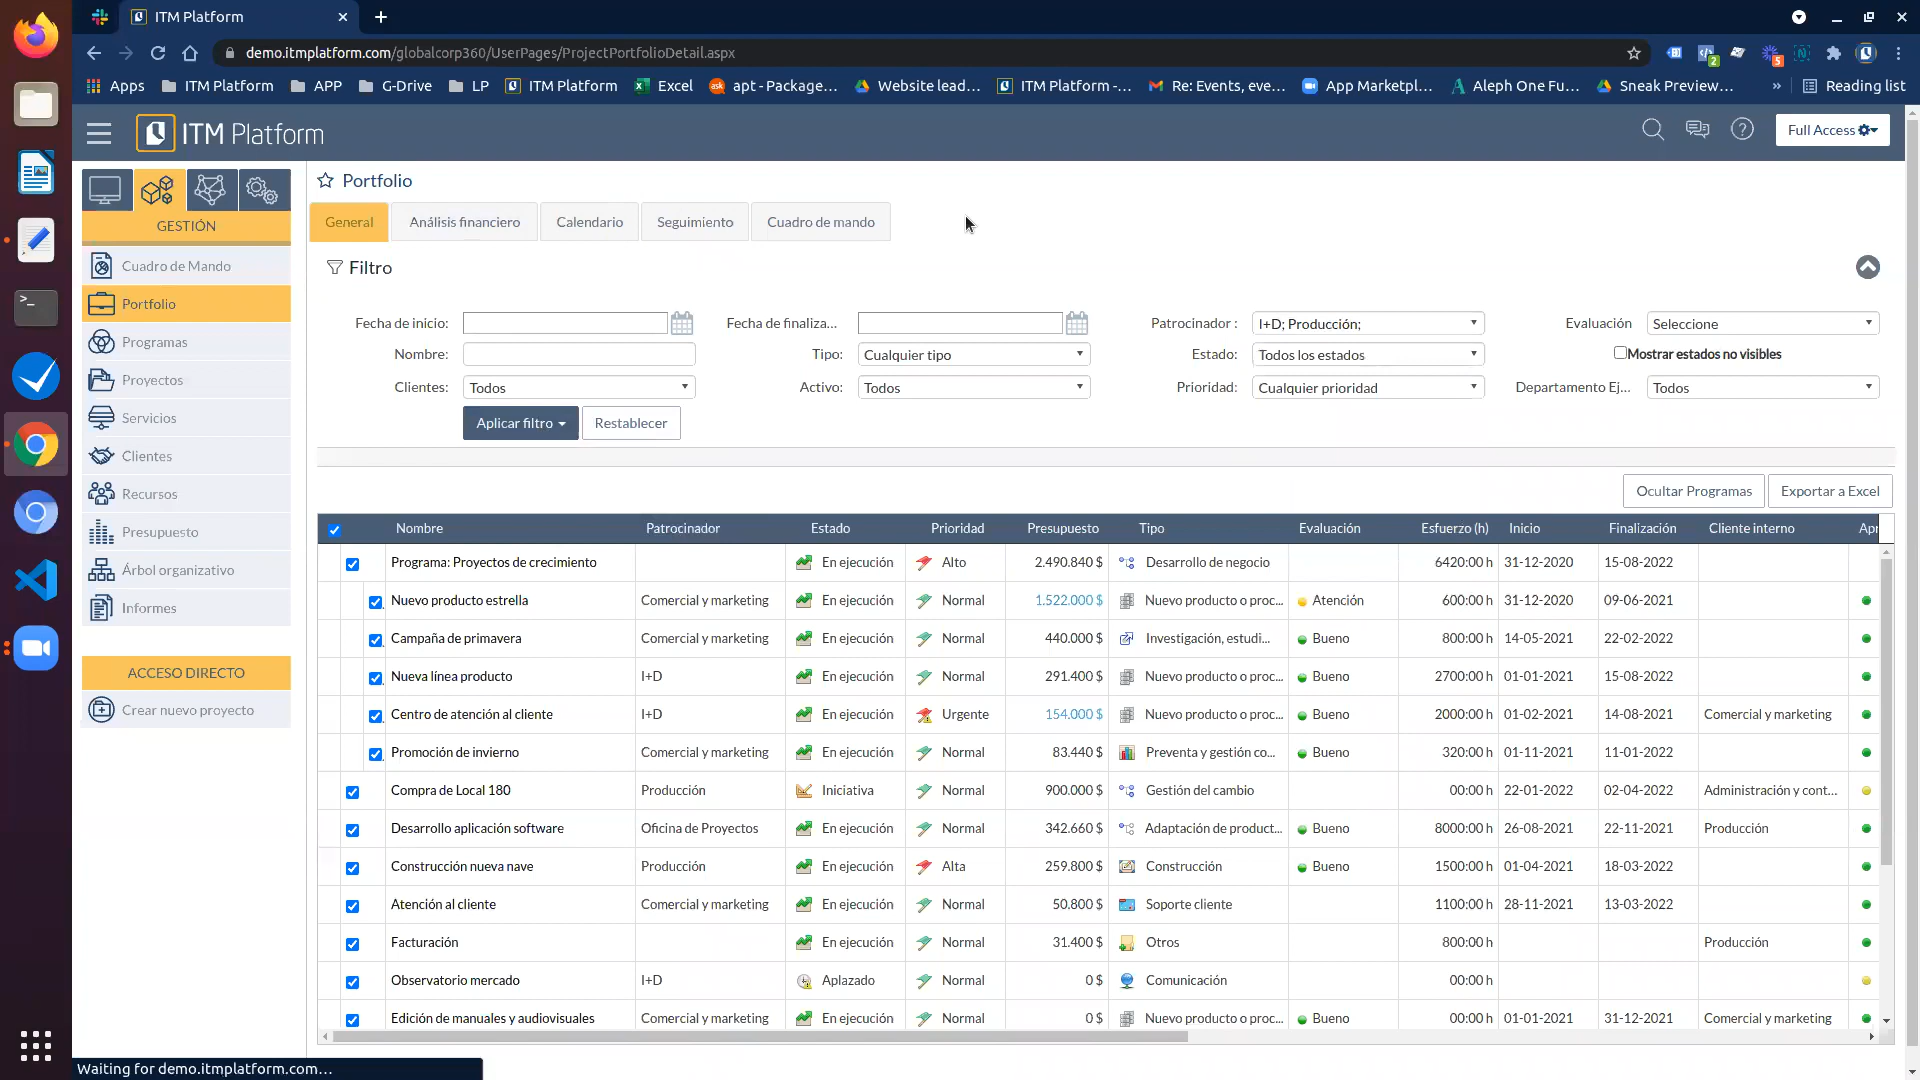 ITM Platform
demo.itmplatform.com/globalcorp360/UserPages/ProjectPortfolioDetail.aspx
2
5
Apps ITM Platform APP G-Drive LP ITM Platform Excel apt - Package... Website lead... ITM Platform -... Re: Events, eve... App Marketpl... Aleph One Fu... Sneak Preview... » Reading list
ITM Platform
Full Access
Portfolio
General Análisis financiero Calendario Seguimiento Cuadro de mando
GESTIÓN
Cuadro de Mando
Portfolio
Programas
Proyectos
Servicios
Clientes
Recursos
Presupuesto
Árbol organizativo
Informes
ACCESO DIRECTO
Crear nuevo proyecto
Filtro
Fecha de inicio: Fecha de finaliza... Patrocinador : I+D; Producción; Evaluación Seleccione
Nombre: Tipo: Cualquier tipo Estado: Todos los estados Mostrar estados no visibles
Clientes: Todos Activo: Todos Prioridad: Cualquier prioridad Departamento Ej... Todos
Aplicar filtro Restablecer
Ocultar Programas Exportar a Excel
Nombre Patrocinador Estado Prioridad Presupuesto Tipo Evaluación Esfuerzo (h) Inicio Finalización Cliente interno Apr
Programa: Proyectos de crecimiento En ejecución Alto 2.490.840 $ Desarrollo de negocio 6420:00 h 31-12-2020 15-08-2022
Nuevo producto estrella Comercial y marketing En ejecución Normal 1.522.000 $ Nuevo producto o proc... Atención 600:00 h 31-12-2020 09-06-2021
Campaña de primavera Comercial y marketing En ejecución Normal 440.000 $ Investigación, estudi... Bueno 800:00 h 14-05-2021 22-02-2022
Nueva línea producto I+D En ejecución Normal 291.400 $ Nuevo producto o proc... Bueno 2700:00 h 01-01-2021 15-08-2022
Centro de atención al cliente I+D En ejecución Urgente 154.000 $ Nuevo producto o proc... Bueno 2000:00 h 01-02-2021 14-08-2021 Comercial y marketing
Promoción de invierno Comercial y marketing En ejecución Normal 83.440 $ Preventa y gestión co... Bueno 320:00 h 01-11-2021 11-01-2022
Compra de Local 180 Producción Iniciativa Normal 900.000 $ Gestión del cambio 00:00 h 22-01-2022 02-04-2022 Administración y cont...
Desarrollo aplicación software Oficina de Proyectos En ejecución Normal 342.660 $ Adaptación de product... Bueno 8000:00 h 26-08-2021 22-11-2021 Producción
Construcción nueva nave Producción En ejecución Alta 259.800 $ Construcción Bueno 1500:00 h 01-04-2021 18-03-2022
Atención al cliente Comercial y marketing En ejecución Normal 50.800 $ Soporte cliente 1100:00 h 28-11-2021 13-03-2022
Facturación En ejecución Normal 31.400 $ Otros 800:00 h Producción
Observatorio mercado I+D Aplazado Normal 0 $ Comunicación 00:00 h
Edición de manuales y audiovisuales Comercial y marketing En ejecución Normal 0 $ Nuevo producto o proc... Bueno 00:00 h 01-01-2021 31-12-2021 Comercial y marketing
Waiting for demo.itmplatform.com...